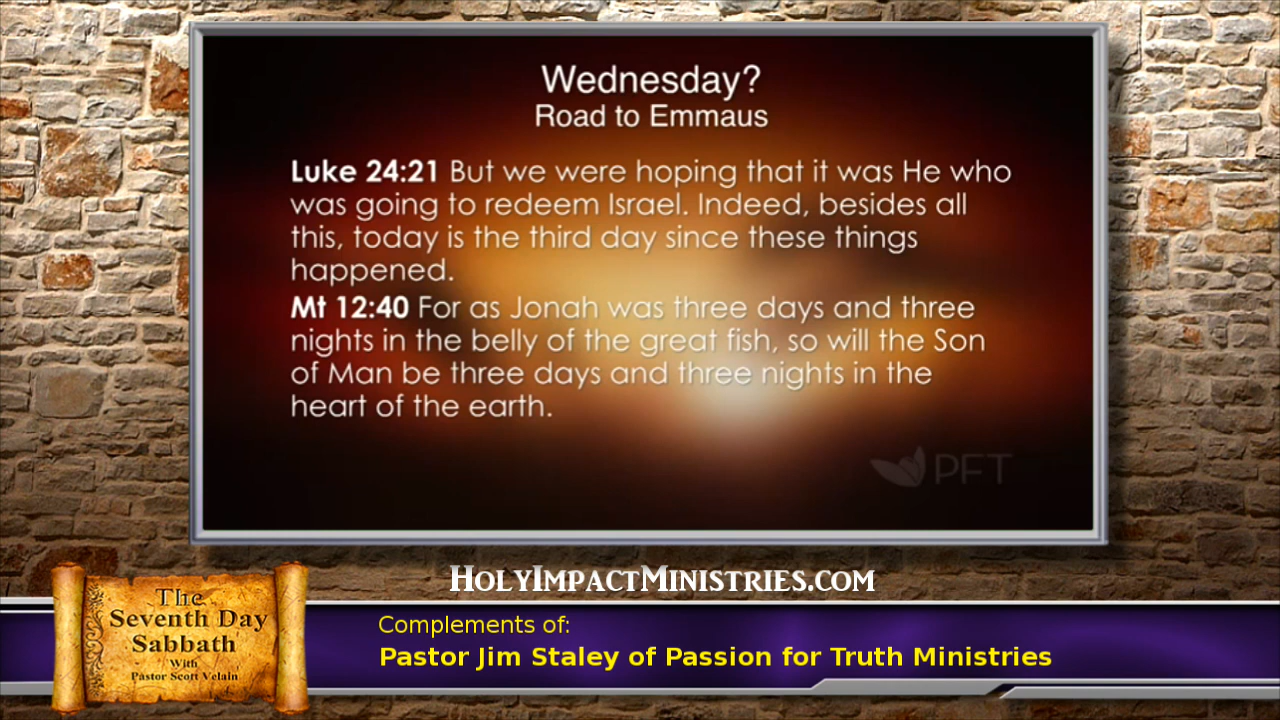 Wednesday?
Road to Emmaus
Luke 24:21 But we were hoping that it was He who
was going to redeem Israel. Indeed, besides all
this, today is the third day since these things
happened.
Mt 12:40 For as Jonah was three days and three
nights in the belly of the great fish, so will the Son
of Man be three days and three nights in the
heart of the earth.
PFT
HolyImpactMinistries.com
The
Seventh Day
Sabbath
With
Pastor Scott Velain
Complements of:
Pastor Jim Staley of Passion for Truth Ministries